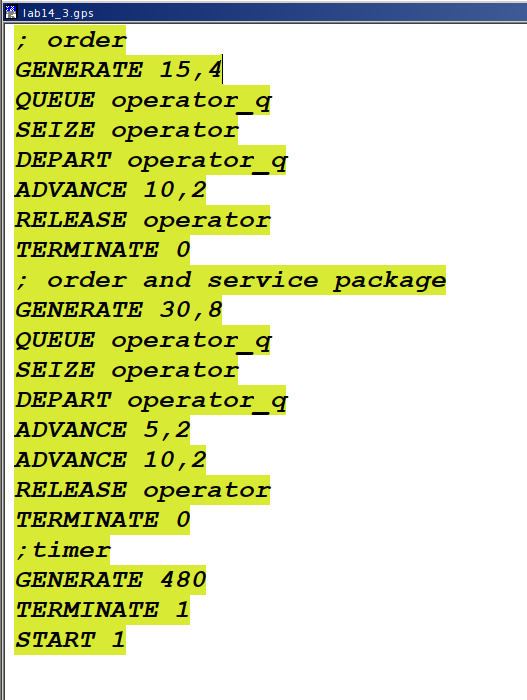 lab14_3.gps
; order
GENERATE 15,4
QUEUE operator_q
SEIZE operator
DEPART operator_q
ADVANCE 10,2
RELEASE operator
TERMINATE 0
; order and service package
GENERATE 30,8
QUEUE operator_q
SEIZE operator
DEPART operator_q
ADVANCE 5,2
ADVANCE 10,2
RELEASE operator
TERMINATE 0
;timer
GENERATE 480
TERMINATE 1
START 1